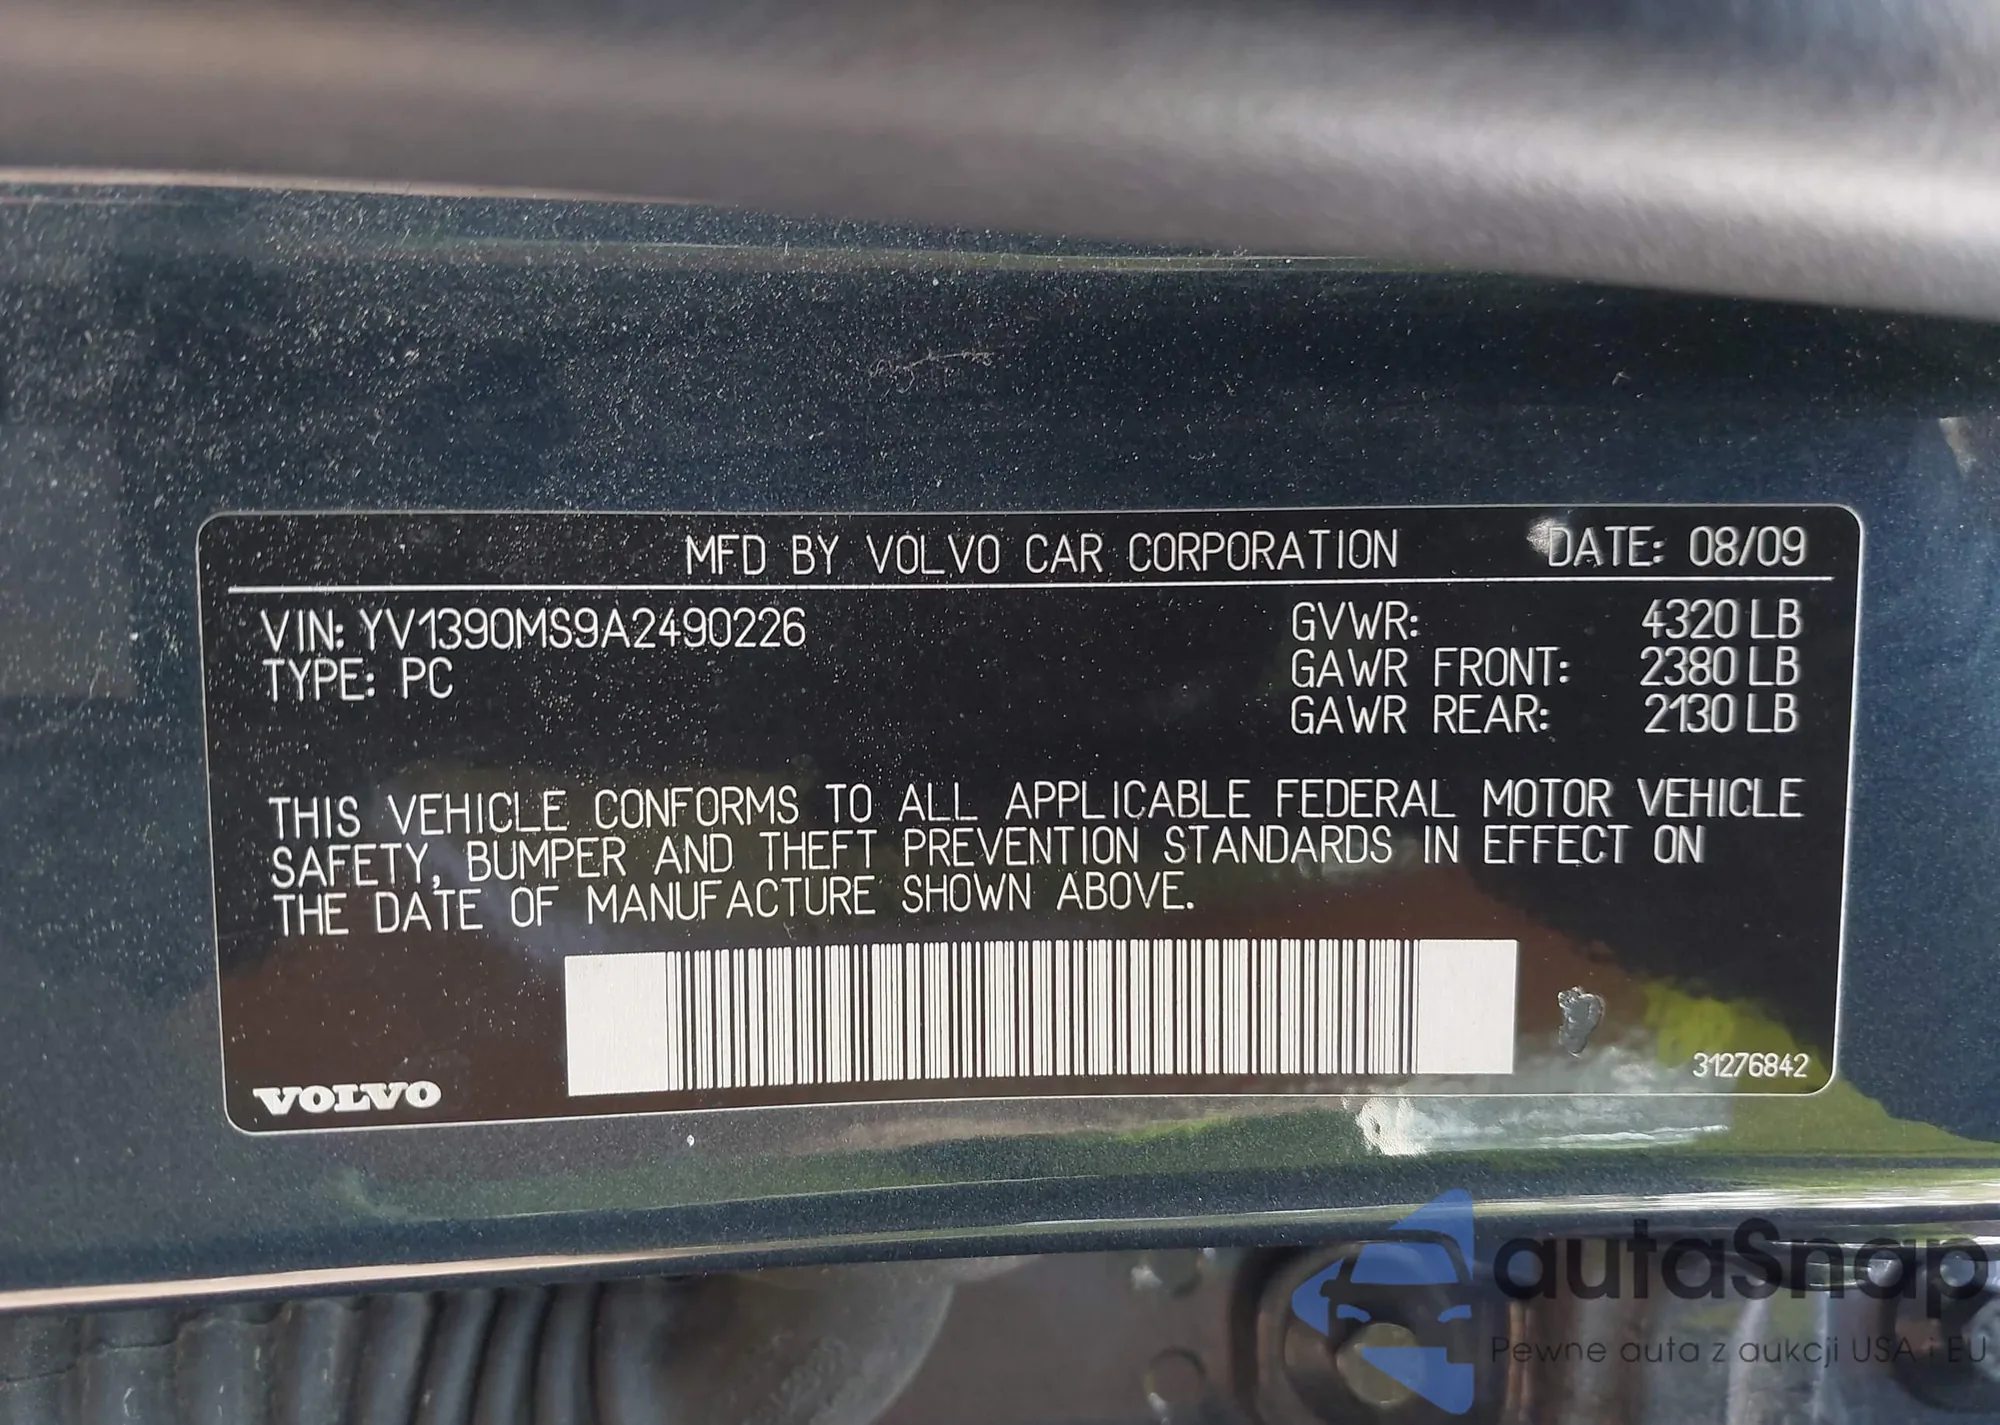 MFD BY VOLVO CAR CORPORATION DATE: 08/09
VIN: YV1390MS9A2490226 GVWR: 4320 LB
TYPE: PC GAWR FRONT: 2380 LB
GAWR REAR: 2130 LB
THIS VEHICLE CONFORMS TO ALL APPLICABLE FEDERAL MOTOR VEHICLE
SAFETY, BUMPER AND THEFT PREVENTION STANDARDS IN EFFECT ON
THE DATE OF MANUFACTURE SHOWN ABOVE.
31276842
VOLVO
autaSnap
Pewne auta z aukcji USA i EU